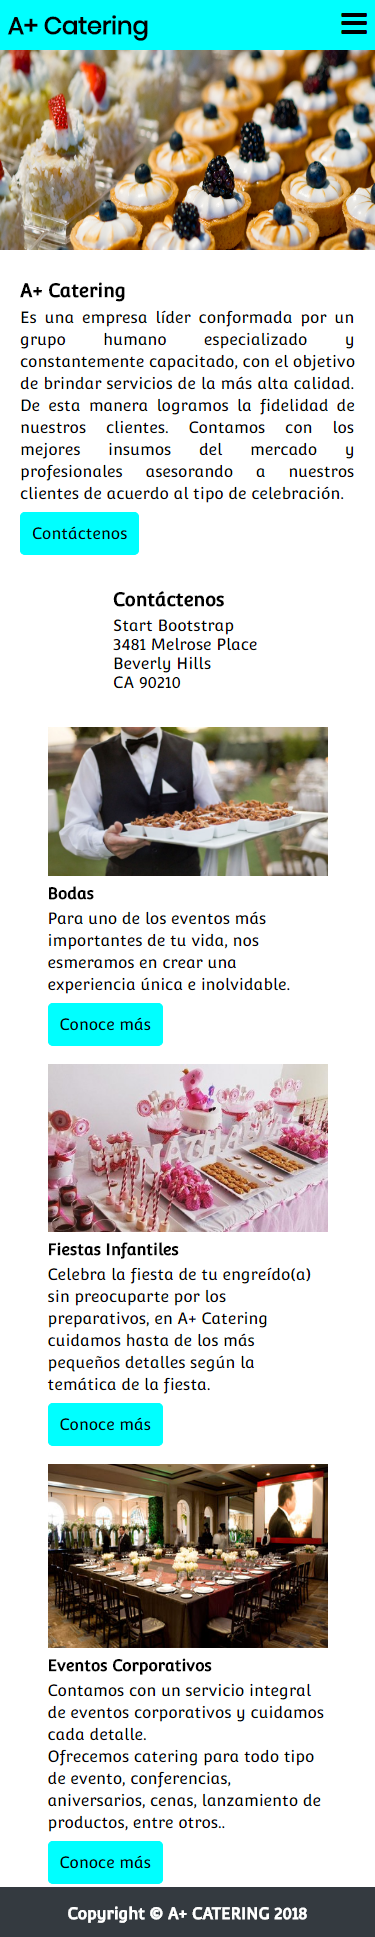 A+ Catering
A+ Catering
Es una empresa líder conformada por un
grupo humano especializado y
constantemente capacitado, con el objetivo
de brindar servicios de la más alta calidad.
De esta manera logramos la fidelidad de
nuestros clientes. Contamos con los
mejores insumos del mercado y
profesionales asesorando a nuestros
clientes de acuerdo al tipo de celebración.
Contáctenos
Contáctenos
Start Bootstrap
3481 Melrose Place
Beverly Hills
CA 90210
Bodas
Para uno de los eventos más
importantes de tu vida, nos
esmeramos en crear una
experiencia única e inolvidable.
Conoce más
Fiestas Infantiles
Celebra la fiesta de tu engreído(a)
sin preocuparte por los
preparativos, en A+ Catering
cuidamos hasta de los más
pequeños detalles según la
temática de la fiesta.
Conoce más
Eventos Corporativos
Contamos con un servicio integral
de eventos corporativos y cuidamos
cada detalle.
Ofrecemos catering para todo tipo
de evento, conferencias,
aniversarios, cenas, lanzamiento de
productos, entre otros..
Conoce más
Copyright © A+ CATERING 2018